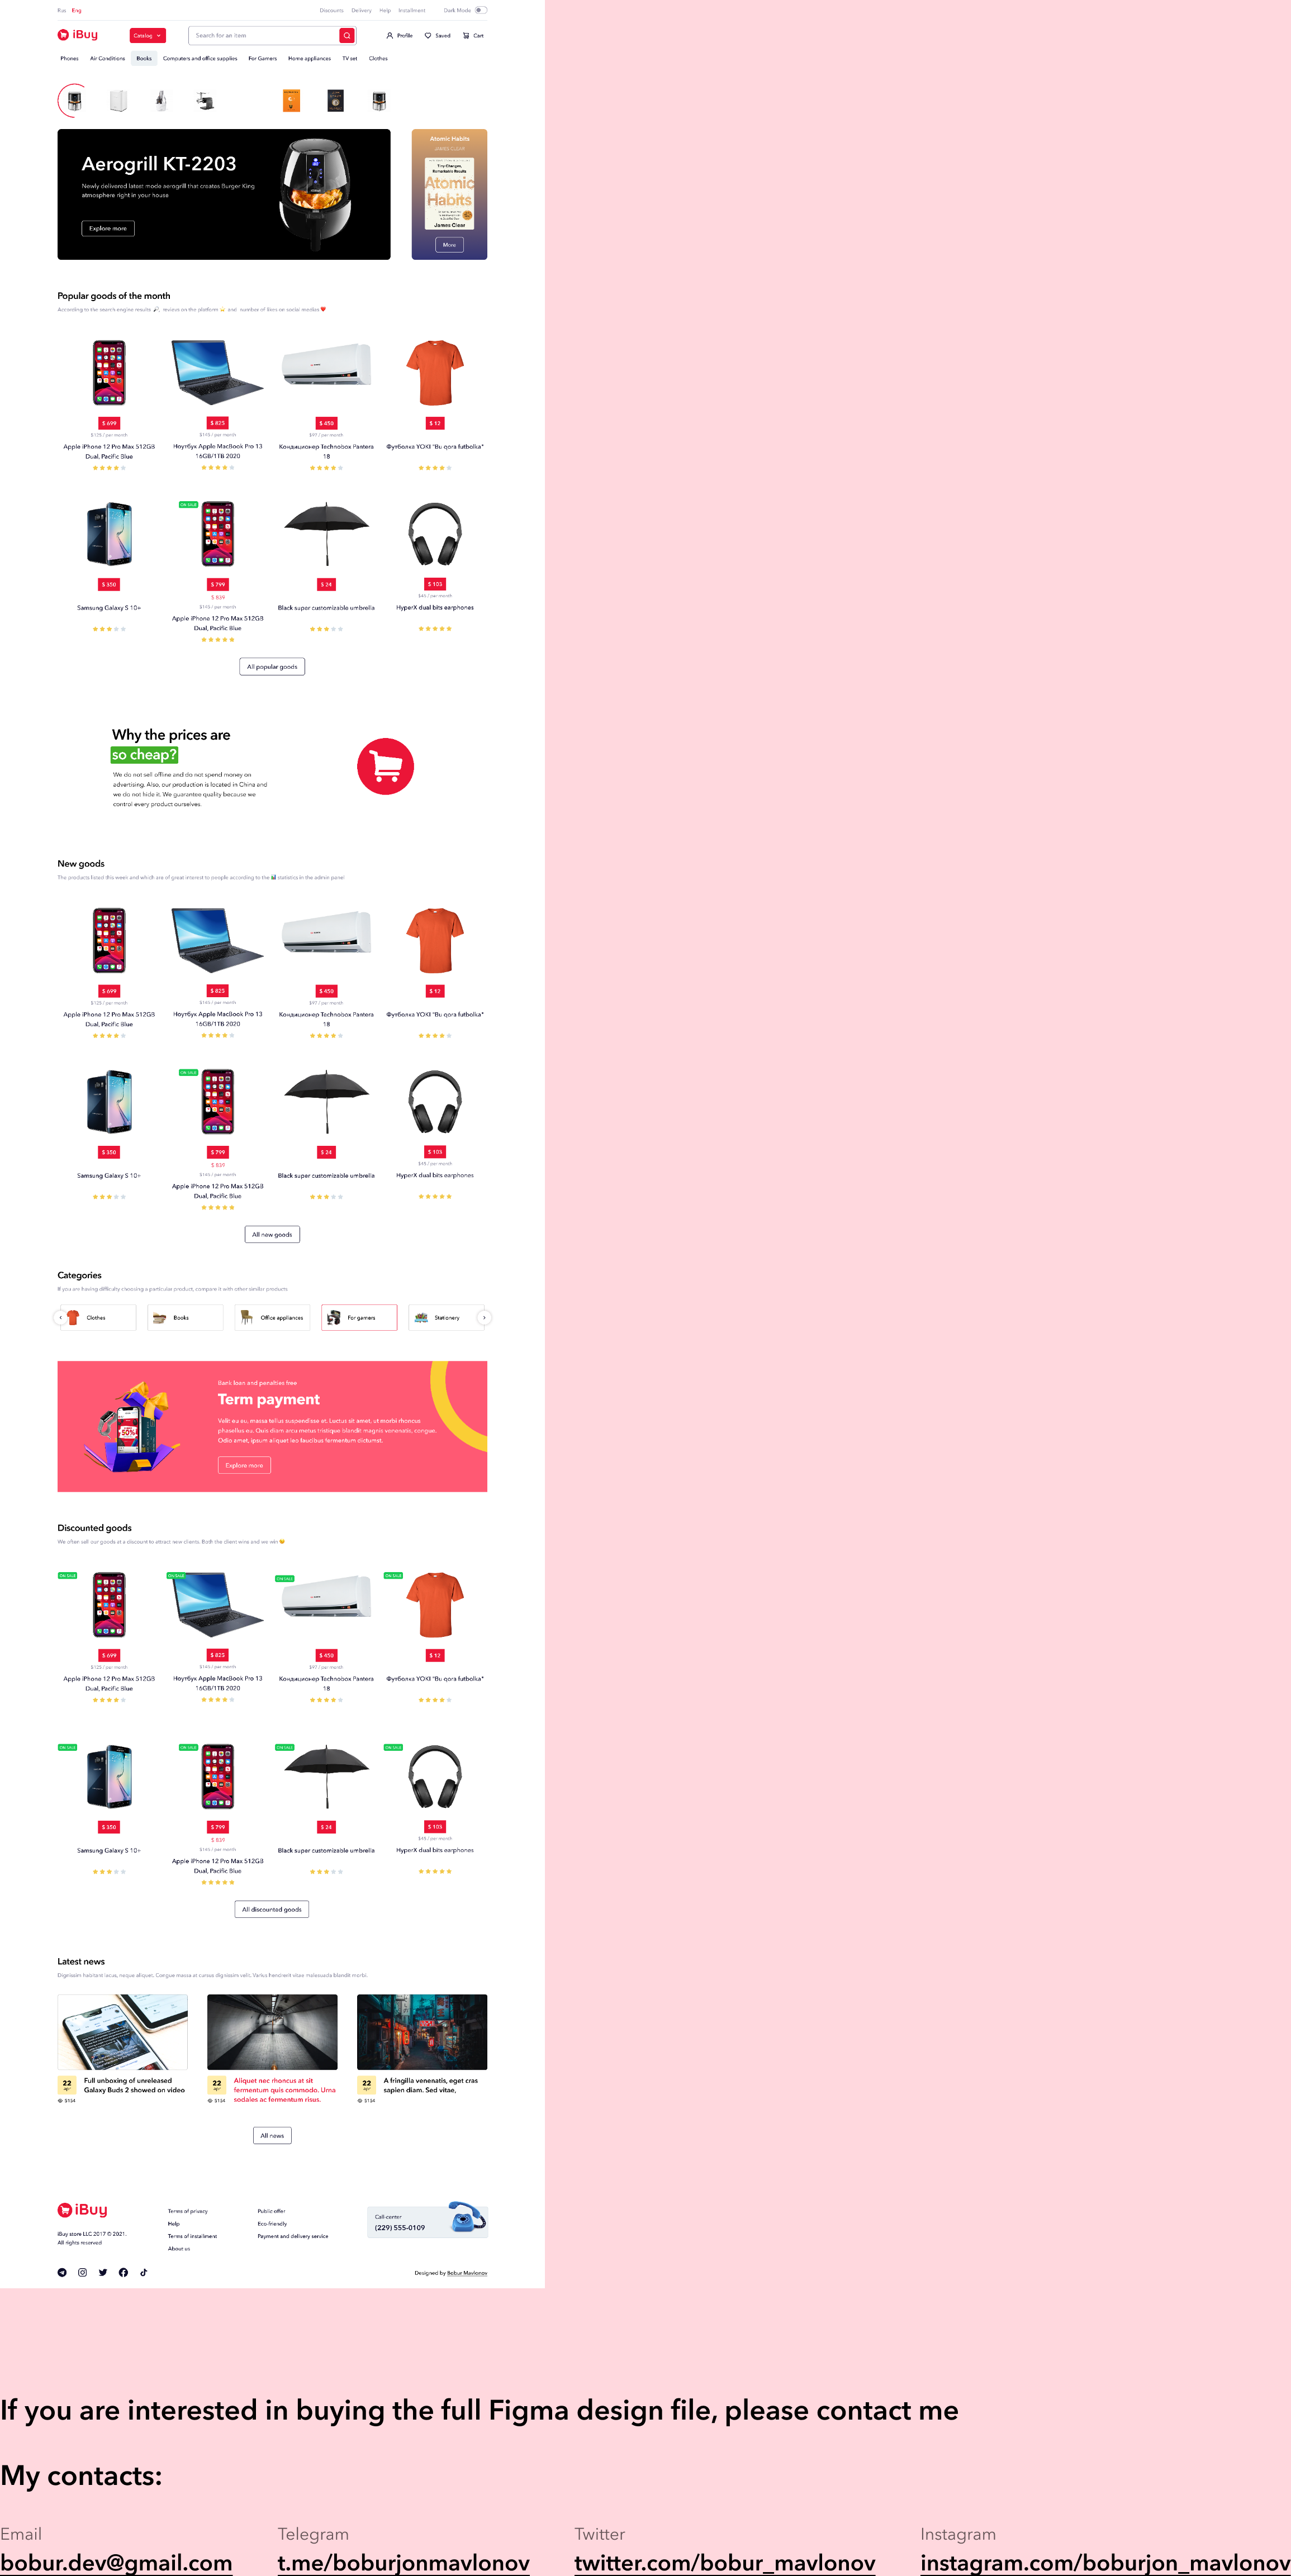 Rus Eng
Discounts Delivery Help Installment Dark Mode
iBuy
Catalog
Search for an item
Profile Saved Cart
Phones Air Conditions Books Computers and office supplies For Gamers Home appliances TV set Clothes
Aerogrill KT-2203
Newly delivered latest mode aerogrill that creates Burger King
atmosphere right in your house
Explore more
Atomic Habits
JAMES CLEAR
Tiny Changes,
Remarkable Results
Atomic
Habits
James Clear
More
Popular goods of the month
According to the search engine results 🔎, reviews on the platform ⭐ and number of likes on social medias ❤️
$ 699
$125 / per month
Apple iPhone 12 Pro Max 512GB
Dual, Pacific Blue
$ 825
$145 / per month
Ноутбук Apple MacBook Pro 13
16GB/1TB 2020
$ 450
$97 / per month
Кондиционер Technobox Pantera
18
$ 12
Футболка YOKI "Bu qora futbolka"
$ 350
Samsung Galaxy S 10+
ON SALE
$ 799
$ 839
$145 / per month
Apple iPhone 12 Pro Max 512GB
Dual, Pacific Blue
$ 24
Black super customizable umbrella
$ 103
$45 / per month
HyperX dual bits earphones
All popular goods
Why the prices are
so cheap?
We do not sell offline and do not spend money on
advertising. Also, our production is located in China and
we do not hide it. We guarantee quality because we
control every product ourselves.
New goods
The products listed this week and which are of great interest to people according to the 💹 statistics in the admin panel
$ 699
$125 / per month
Apple iPhone 12 Pro Max 512GB
Dual, Pacific Blue
$ 825
$145 / per month
Ноутбук Apple MacBook Pro 13
16GB/1TB 2020
$ 450
$97 / per month
Кондиционер Technobox Pantera
18
$ 12
Футболка YOKI "Bu qora futbolka"
$ 350
Samsung Galaxy S 10+
ON SALE
$ 799
$ 839
$145 / per month
Apple iPhone 12 Pro Max 512GB
Dual, Pacific Blue
$ 24
Black super customizable umbrella
$ 103
$45 / per month
HyperX dual bits earphones
All new goods
Categories
If you are having difficulty choosing a particular product, compare it with other similar products
Clothes
Books
Office appliances
For gamers
Stationery
50%
Bank loan and penalties free
Term payment
Velit eu eu, massa tellus suspendisse et. Luctus sit amet, ut morbi rhoncus
phasellus eu. Quis diam arcu metus tristique blandit magnis venenatis, congue.
Odio amet, ipsum aliquet leo faucibus fermentum dictumst.
Explore more
Discounted goods
We often sell our goods at a discount to attract new clients. Both the client wins and we win 😉
ON SALE
$ 699
$125 / per month
Apple iPhone 12 Pro Max 512GB
Dual, Pacific Blue
ON SALE
$ 825
$145 / per month
Ноутбук Apple MacBook Pro 13
16GB/1TB 2020
ON SALE
$ 450
$97 / per month
Кондиционер Technobox Pantera
18
ON SALE
$ 12
Футболка YOKI "Bu qora futbolka"
ON SALE
$ 350
Samsung Galaxy S 10+
ON SALE
$ 799
$ 839
$145 / per month
Apple iPhone 12 Pro Max 512GB
Dual, Pacific Blue
ON SALE
$ 24
Black super customizable umbrella
ON SALE
$ 103
$45 / per month
HyperX dual bits earphones
All discounted goods
Latest news
Dignissim habitant lacus, neque aliquet. Congue massa at cursus dignissim velit. Varius hendrerit vitae malesuada blandit morbi.
22
apr
5154
Full unboxing of unreleased
Galaxy Buds 2 showed on video
22
apr
5154
Aliquet nec rhoncus at sit
fermentum quis commodo. Urna
sodales ac fermentum risus.
22
apr
5154
A fringilla venenatis, eget cras
sapien diam. Sed vitae,
All news
iBuy
iBuy store LLC 2017 © 2021.
All rights reserved
Terms of privacy
Help
Terms of installment
About us
Public offer
Eco-friendly
Payment and delivery service
Call-center
(229) 555-0109
Designed by Bobur Mavlonov
If you are interested in buying the full Figma design file, please contact me
My contacts:
Email
bobur.dev@gmail.com
Telegram
t.me/boburjonmavlonov
Twitter
twitter.com/bobur_mavlonov
Instagram
instagram.com/boburjon_mavlonov